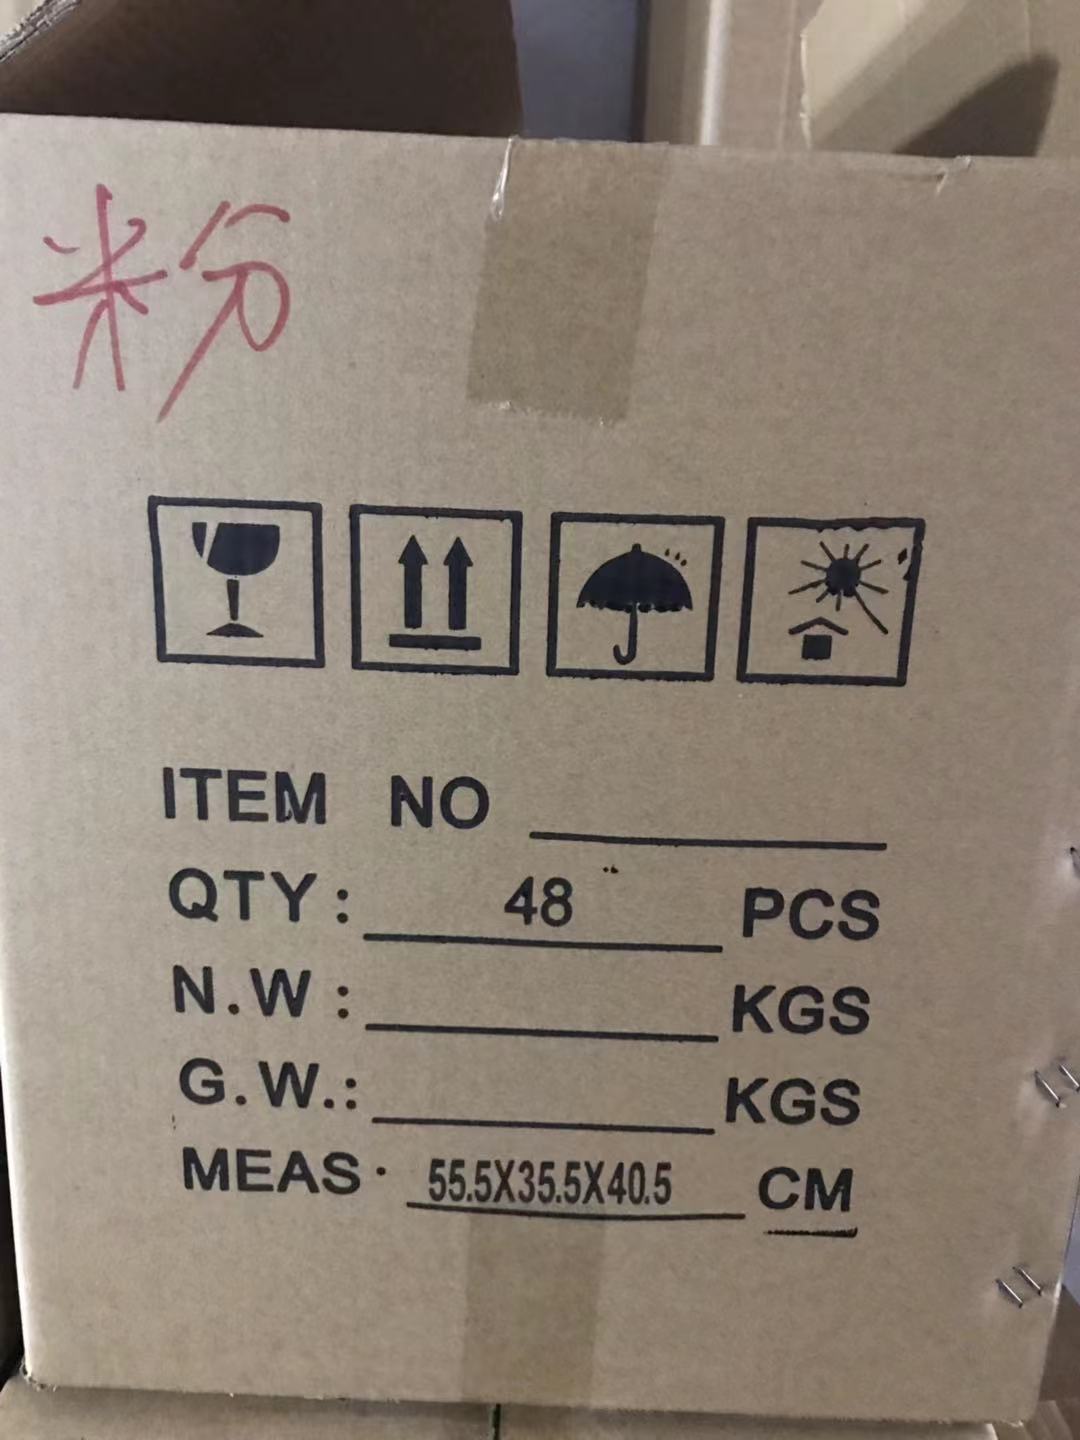 粉
ITEM NO
QTY: 48 PCS
N.W: KGS
G.W.: KGS
MEAS. 55.5X35.5X40.5 CM